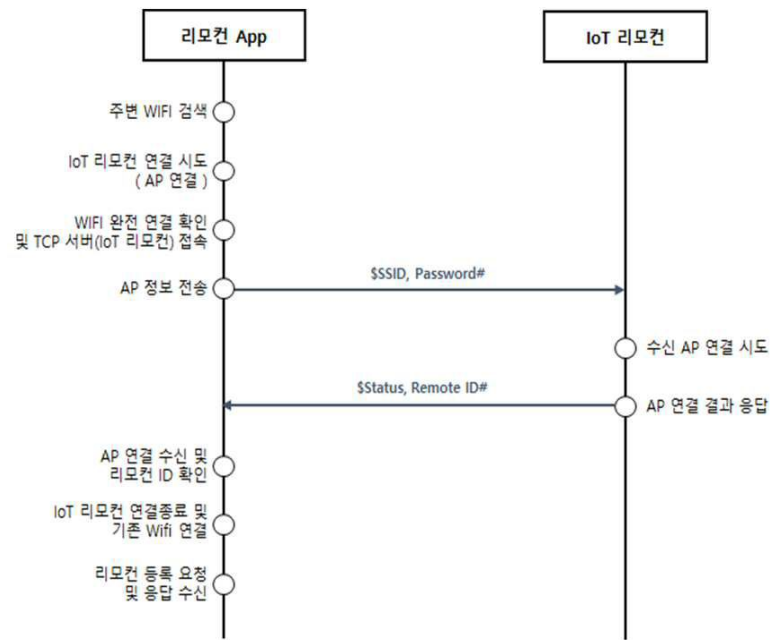 리모컨 App
IoT 리모컨
주변 WIFI 검색
IoT 리모컨 연결 시도
( AP 연결 )
WIFI 완전 연결 확인
및 TCP 서버(IoT 리모컨) 접속
AP 정보 전송
$SSID, Password#
수신 AP 연결 시도
$Status, Remote ID#
AP 연결 결과 응답
AP 연결 수신 및
리모컨 ID 확인
IoT 리모컨 연결종료 및
기존 Wifi 연결
리모컨 등록 요청
및 응답 수신